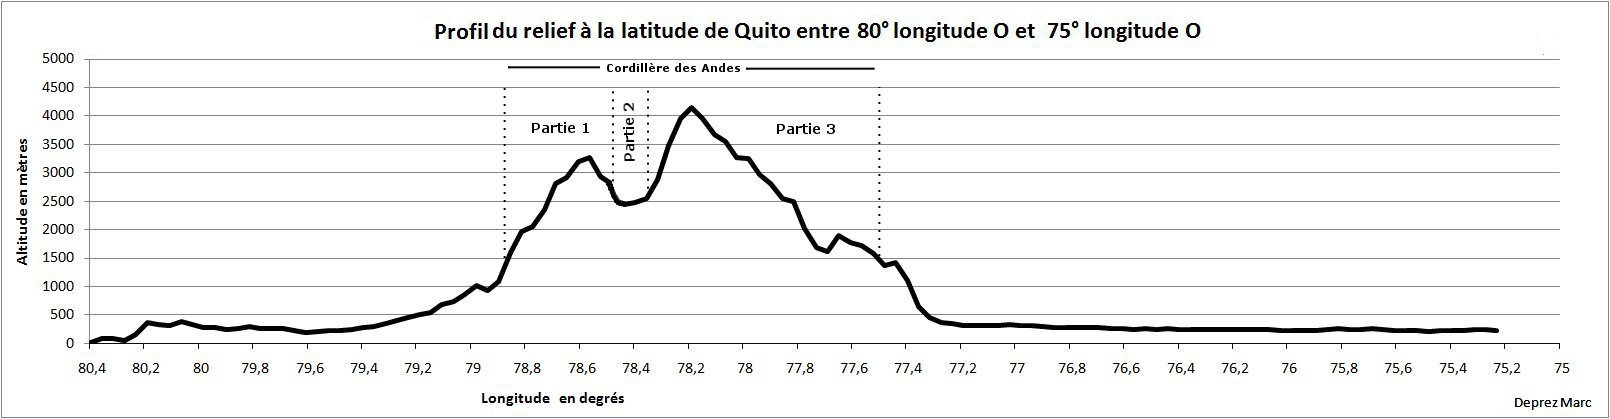 Profil du relief à la latitude de Quito entre 80° longitude O et 75° longitude O
5000
4500
4000
3500
3000
2500
2000
1500
1000
500
0
Altitude en mètres
Cordillère des Andes
Partie 1
Partie 2
Partie 3
80,4 80,2 80 79,8 79,6 79,4 79,2 79 78,8 78,6 78,4 78,2 78 77,8 77,6 77,4 77,2 77 76,8 76,6 76,4 76,2 76 75,8 75,6 75,4 75,2 75
Longitude en degrés
Deprez Marc